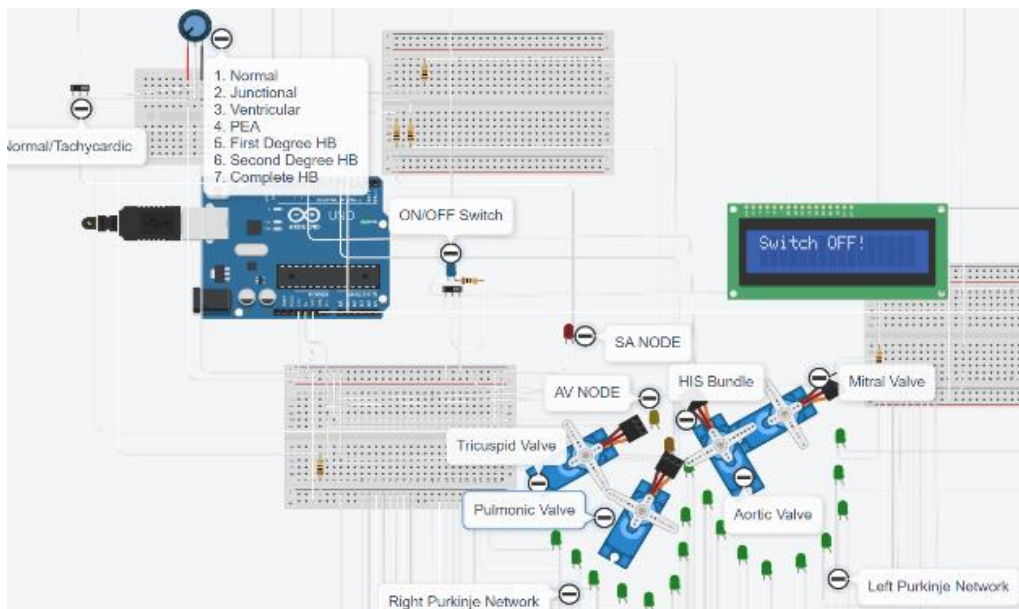 1. Normal
2. Junctional
3. Ventricular
4. PEA
5. First Degree HB
6. Second Degree HB
7. Complete HB
Normal/Tachycardic
UNO
ON/OFF Switch
Switch OFF!
SA NODE
AV NODE
HIS Bundle
Mitral Valve
Tricuspid Valve
Pulmonic Valve
Aortic Valve
Right Purkinje Network
Left Purkinje Network